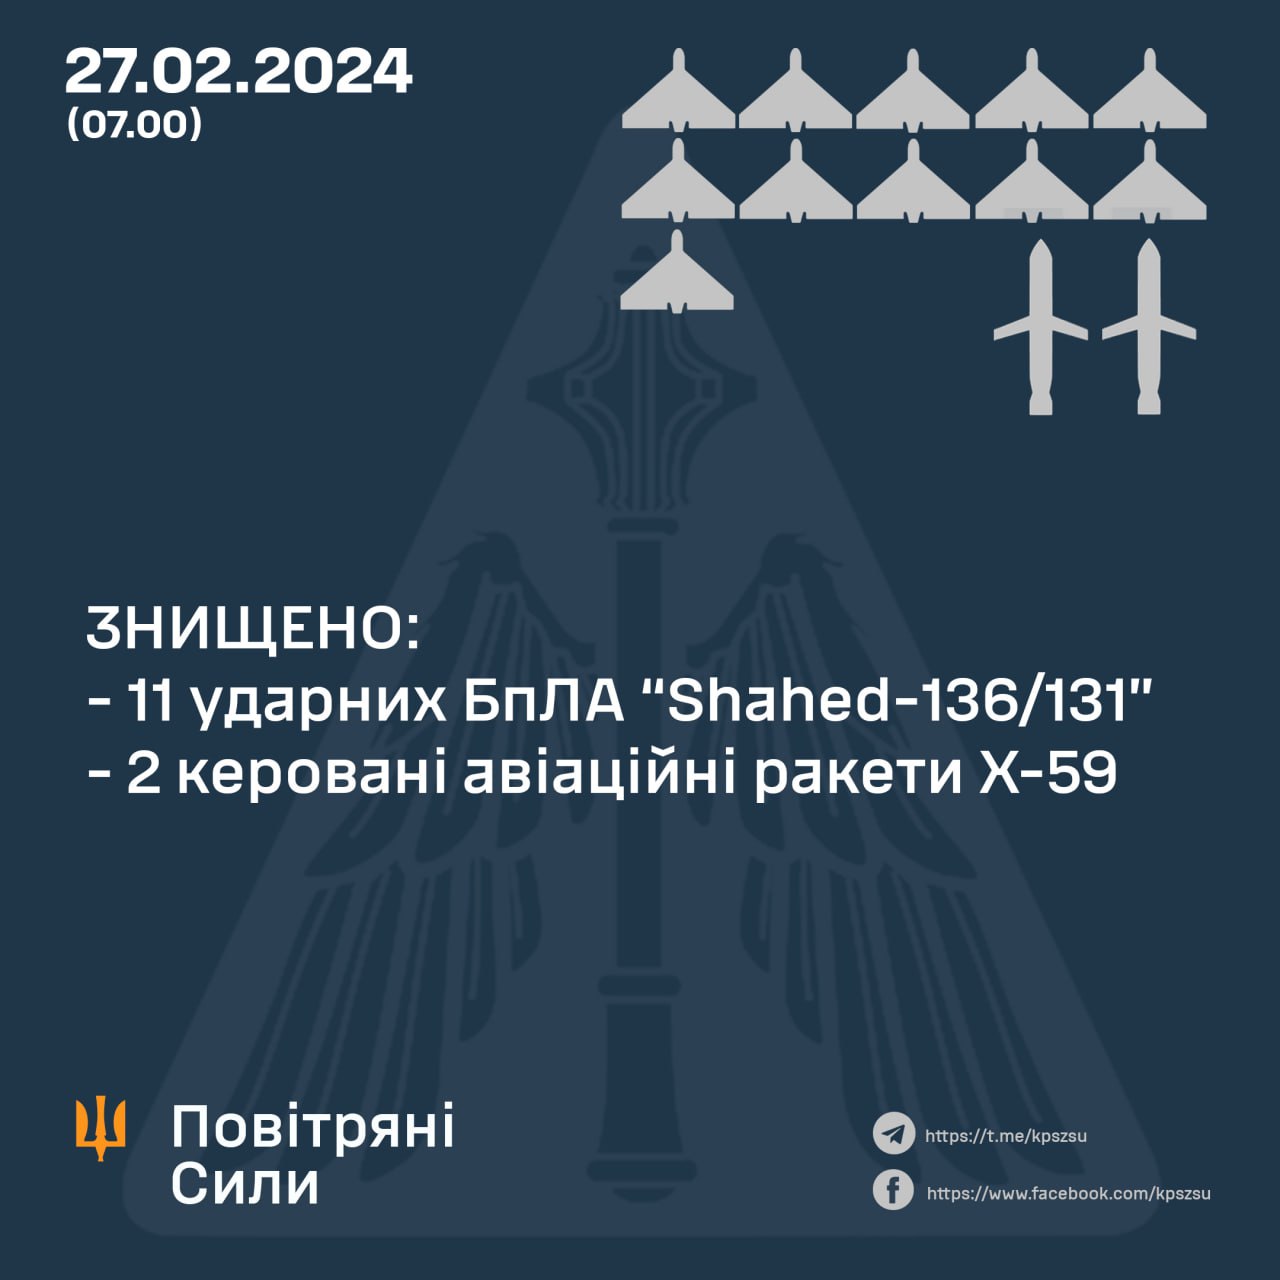 27.02.2024
(07.00)
ЗНИЩЕНО:
- 11 ударних БпЛА “Shahed-136/131”
- 2 керовані авіаційні ракети Х-59
Повітряні
Сили
https://t.me/kpszsu
https://www.facebook.com/kpszsu